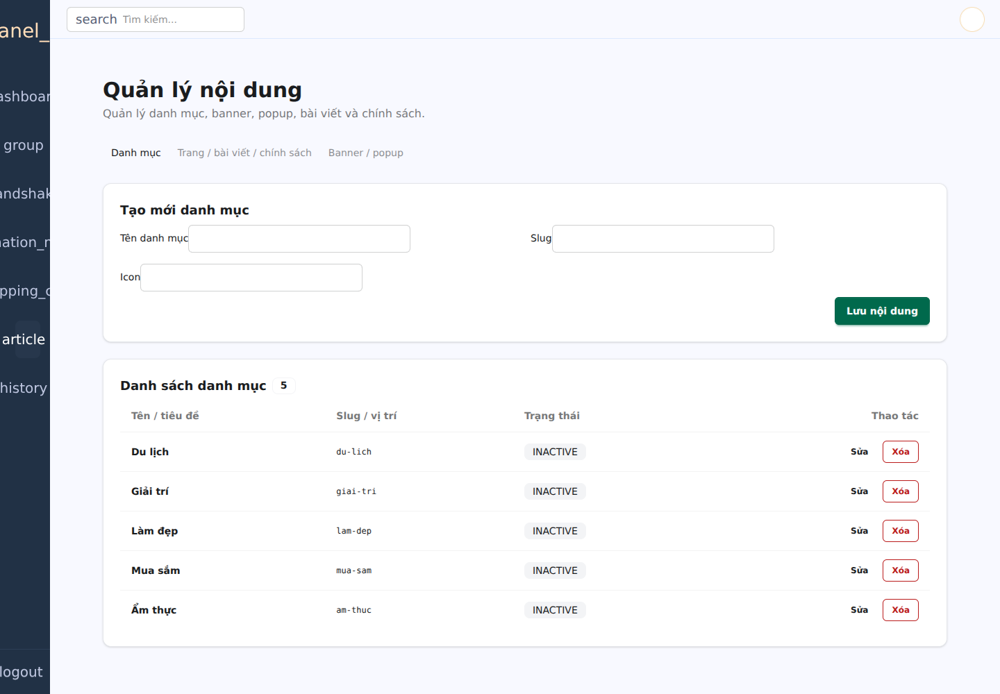 search Tìm kiếm...
anel_
ashboar
group
andshak
nation_n
pping_c
article
history
logout
Quản lý nội dung
Quản lý danh mục, banner, popup, bài viết và chính sách.
Danh mục Trang / bài viết / chính sách Banner / popup
Tạo mới danh mục
Tên danh mục Slug
Icon
Lưu nội dung
Danh sách danh mục 5
Tên / tiêu đề Slug / vị trí Trạng thái Thao tác
Du lịch du-lich INACTIVE Sửa Xóa
Giải trí giai-tri INACTIVE Sửa Xóa
Làm đẹp lam-dep INACTIVE Sửa Xóa
Mua sắm mua-sam INACTIVE Sửa Xóa
Ẩm thực am-thuc INACTIVE Sửa Xóa